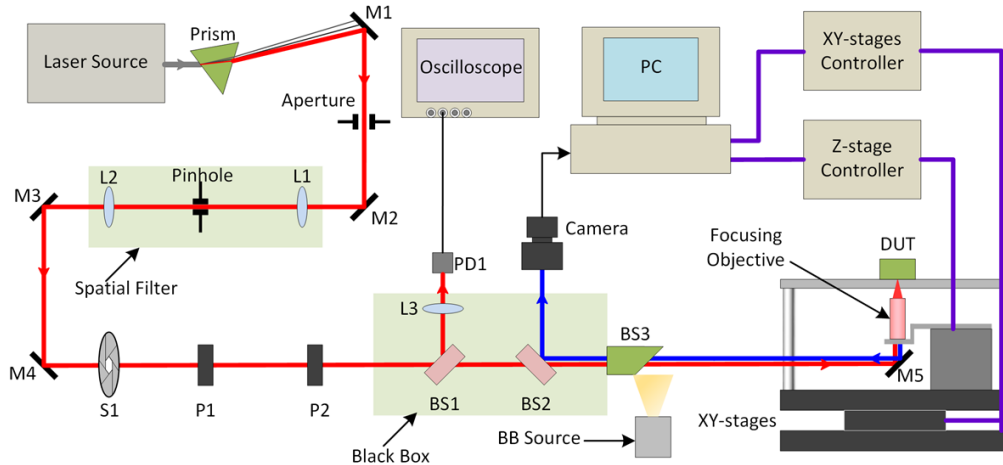 M1
Prism
Laser Source
Oscilloscope
PC
XY-stages
Controller
Aperture
Z-stage
Controller
M3
L2
Pinhole
L1
M2
Camera
Focusing
Objective
DUT
PD1
Spatial Filter
L3
BS3
M4
M5
S1
P1
P2
BS1
BS2
BB Source
Black Box
XY-stages